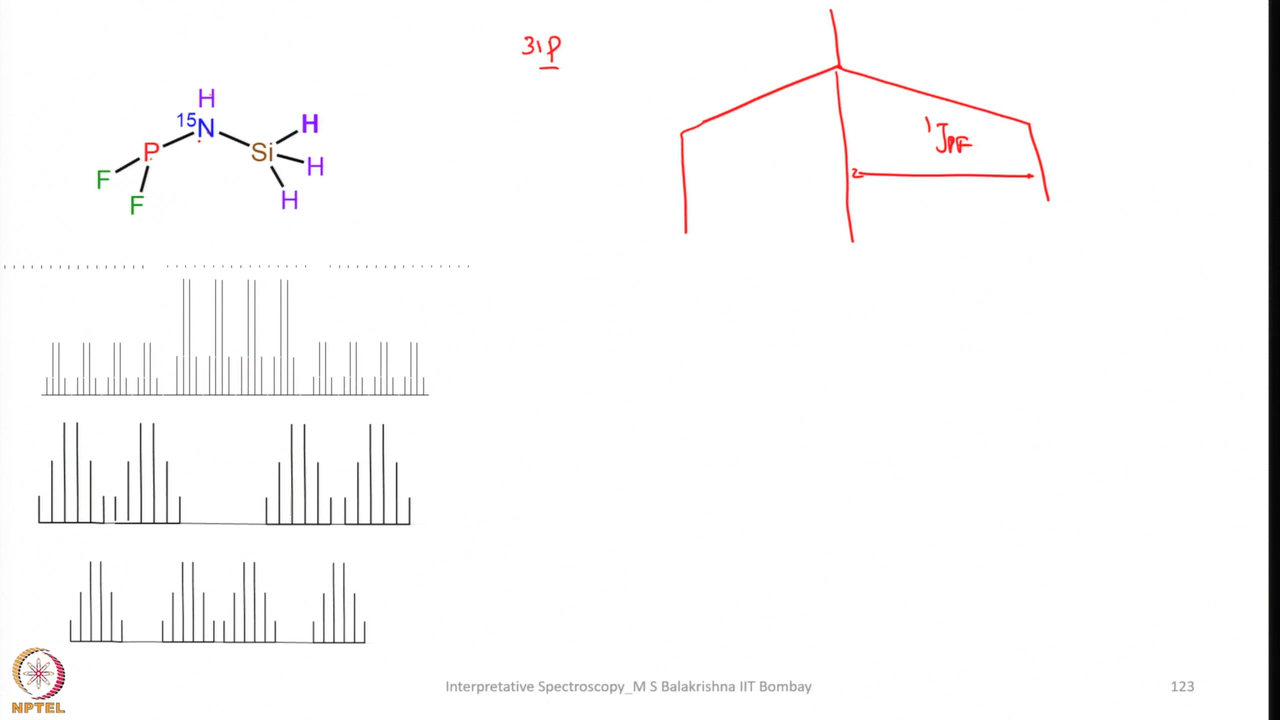 31P
H
15N
H
P
Si
H
F
H
F
1JPF
Interpretative Spectroscopy_M S Balakrishna IIT Bombay
123
NPTEL